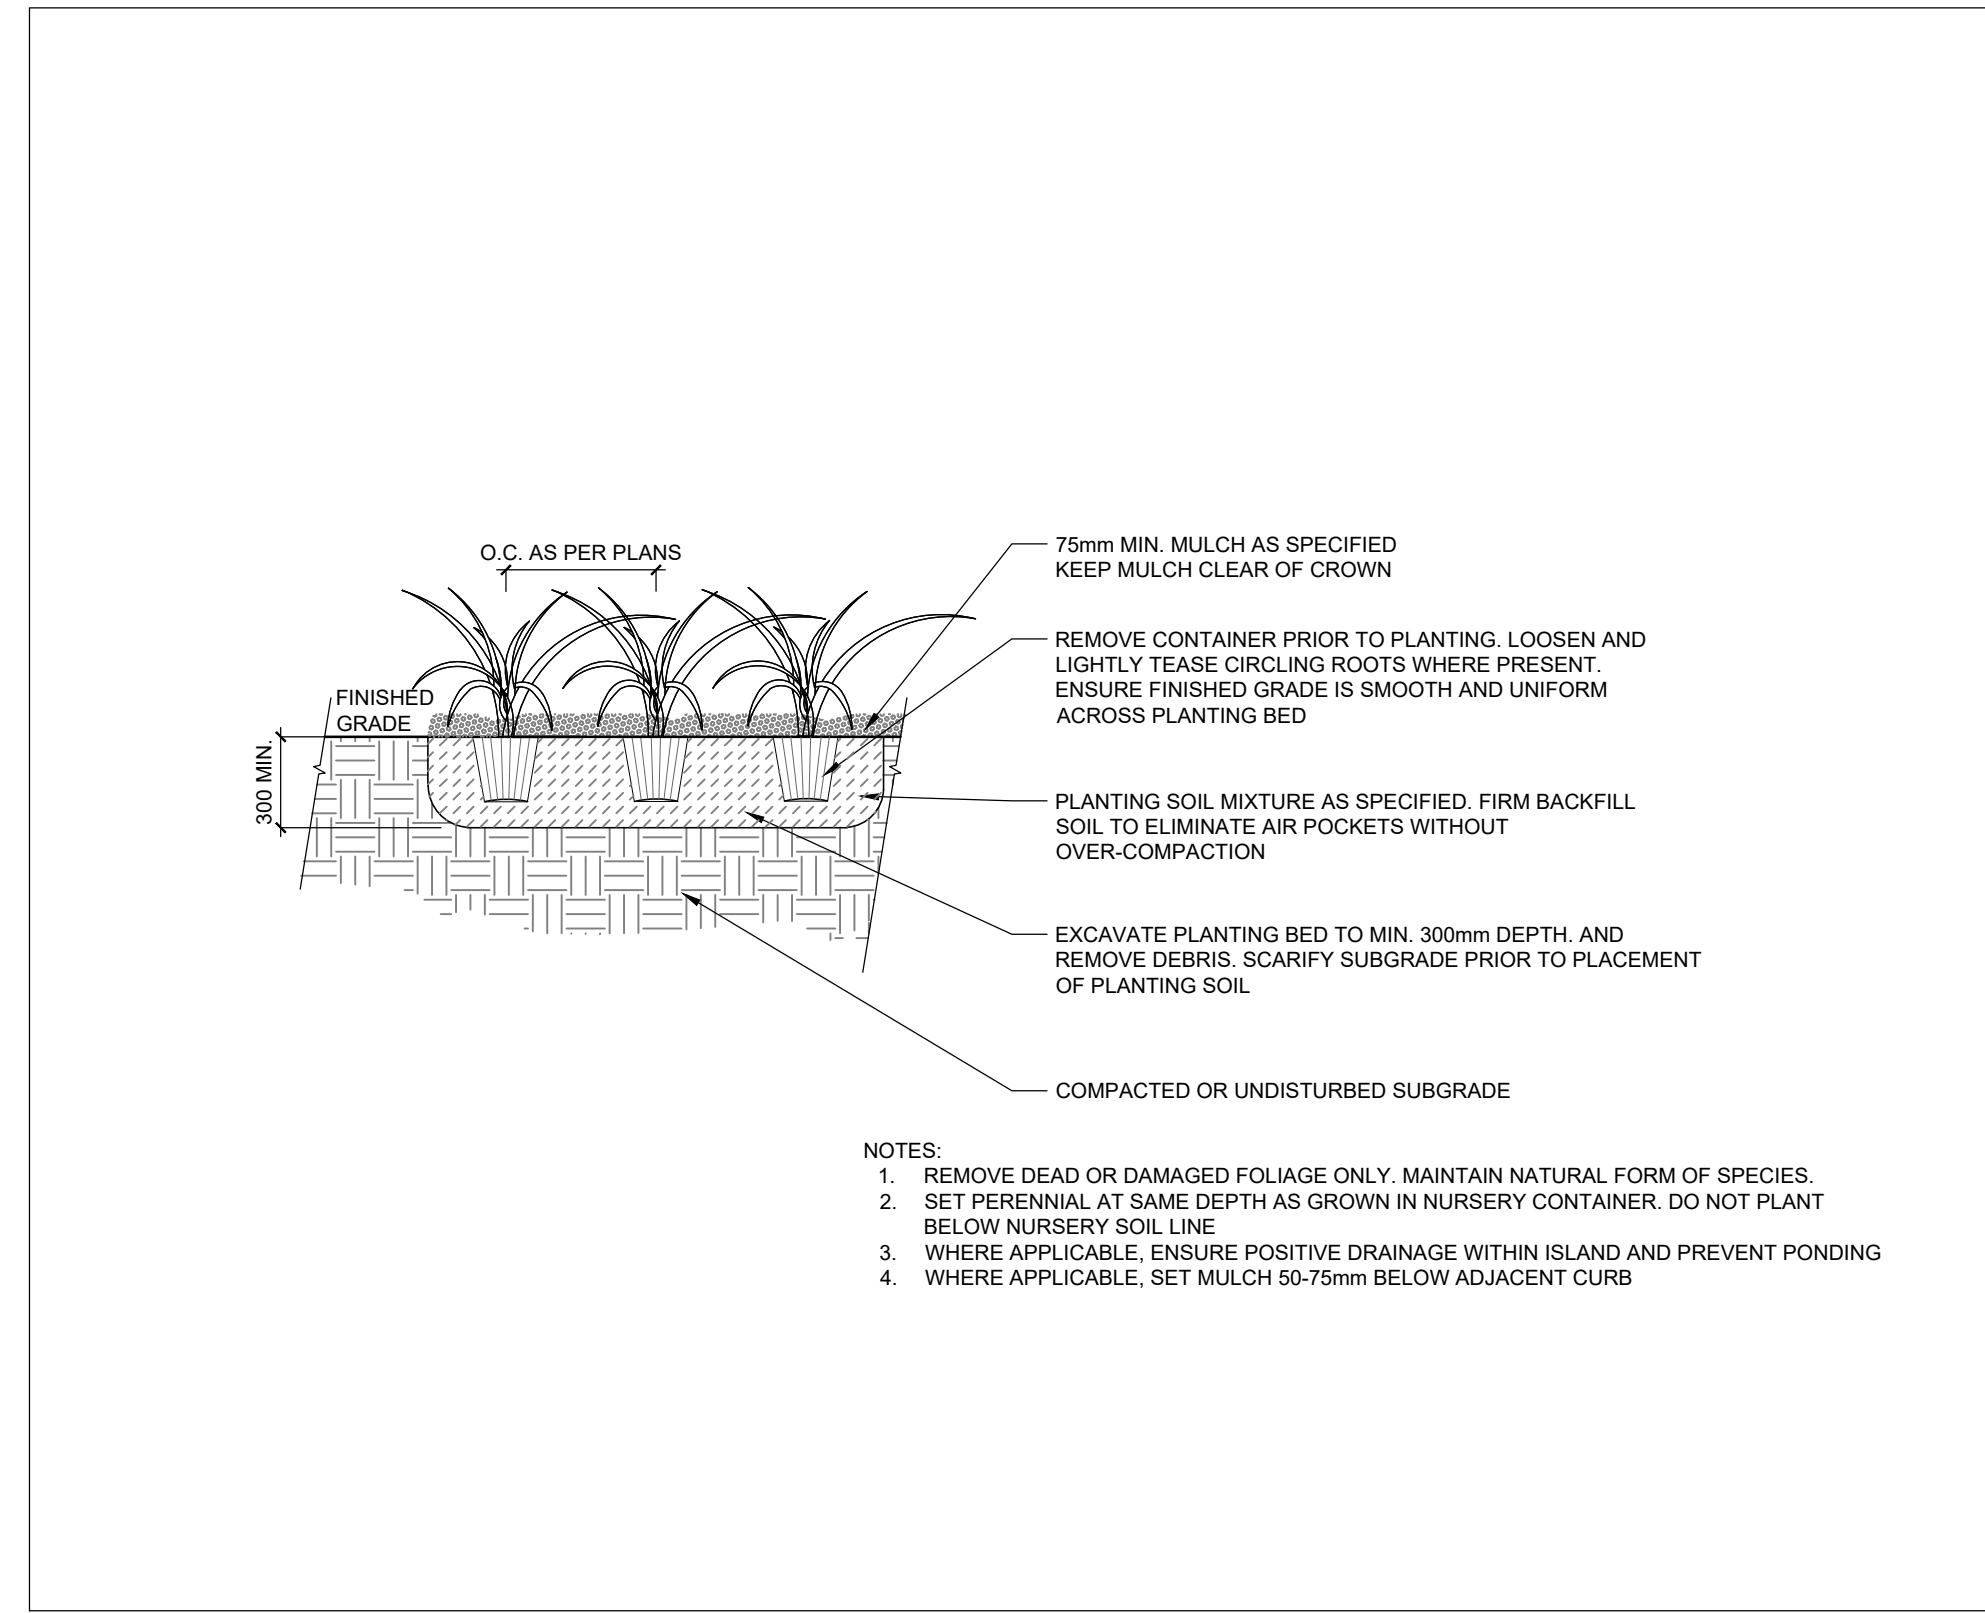 O.C. AS PER PLANS
FINISHED
GRADE
300 MIN.
75mm MIN. MULCH AS SPECIFIED
KEEP MULCH CLEAR OF CROWN
REMOVE CONTAINER PRIOR TO PLANTING. LOOSEN AND
LIGHTLY TEASE CIRCLING ROOTS WHERE PRESENT.
ENSURE FINISHED GRADE IS SMOOTH AND UNIFORM
ACROSS PLANTING BED
PLANTING SOIL MIXTURE AS SPECIFIED. FIRM BACKFILL
SOIL TO ELIMINATE AIR POCKETS WITHOUT
OVER-COMPACTION
EXCAVATE PLANTING BED TO MIN. 300mm DEPTH. AND
REMOVE DEBRIS. SCARIFY SUBGRADE PRIOR TO PLACEMENT
OF PLANTING SOIL
COMPACTED OR UNDISTURBED SUBGRADE
NOTES:
1. REMOVE DEAD OR DAMAGED FOLIAGE ONLY. MAINTAIN NATURAL FORM OF SPECIES.
2. SET PERENNIAL AT SAME DEPTH AS GROWN IN NURSERY CONTAINER. DO NOT PLANT
BELOW NURSERY SOIL LINE
3. WHERE APPLICABLE, ENSURE POSITIVE DRAINAGE WITHIN ISLAND AND PREVENT PONDING
4. WHERE APPLICABLE, SET MULCH 50-75mm BELOW ADJACENT CURB